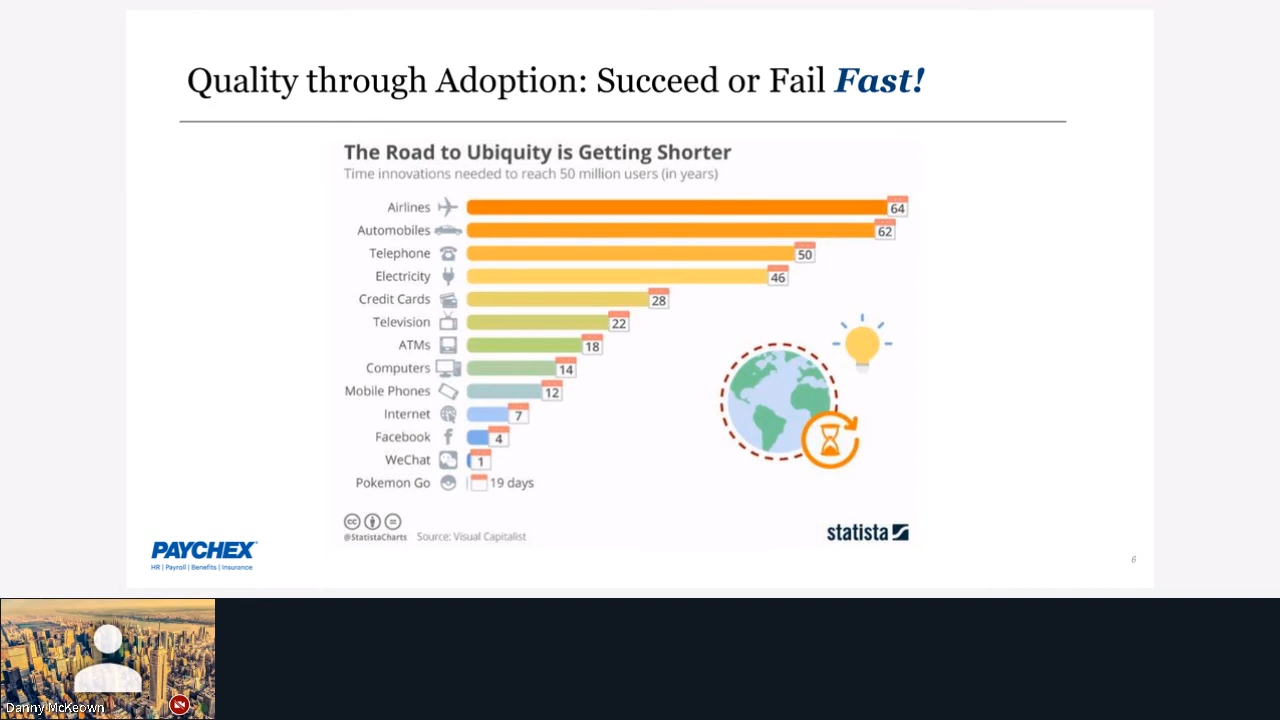 Quality through Adoption: Succeed or Fail Fast!
The Road to Ubiquity is Getting Shorter
Time innovations needed to reach 50 million users (in years)
Airlines 64
Automobiles 62
Telephone 50
Electricity 46
Credit Cards 28
Television 22
ATMs 18
Computers 14
Mobile Phones 12
Internet 7
Facebook f 4
WeChat 1
Pokemon Go 19 days
cc
@StatistaCharts Source: Visual Capitalist
statista
PAYCHEX
HR | Payroll | Benefits | Insurance
6
Danny McKeown